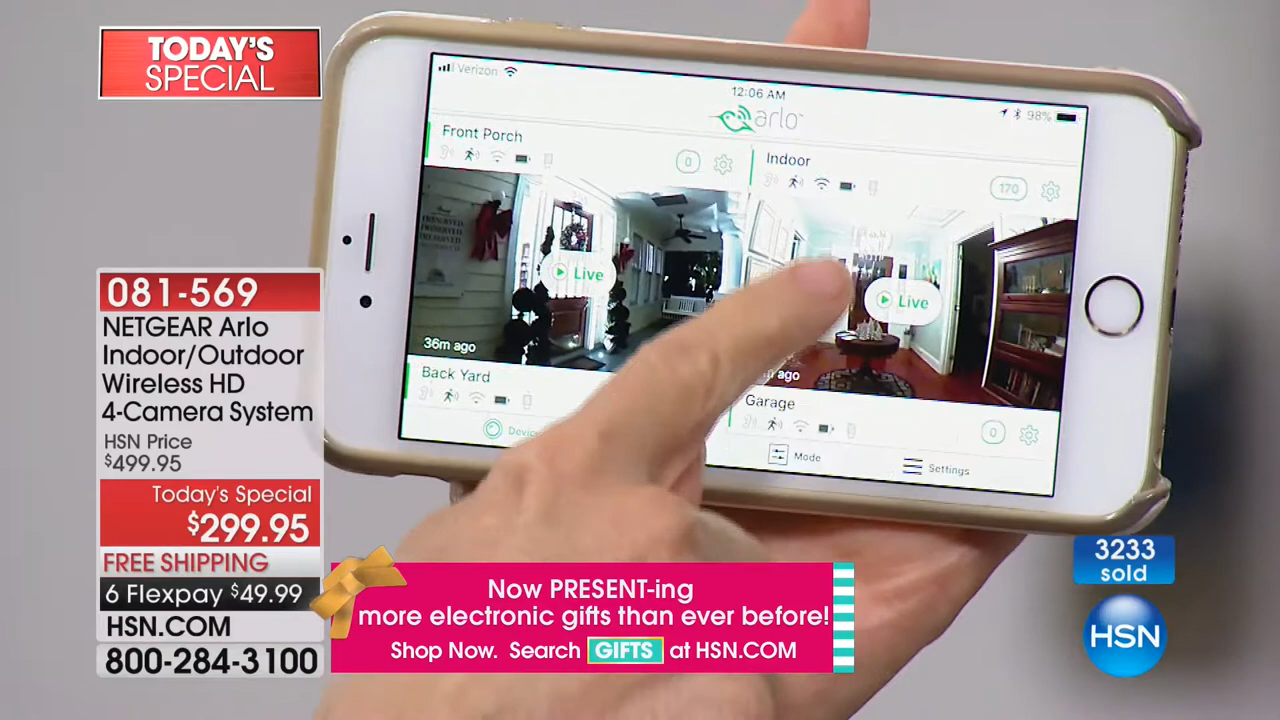 TODAY'S
SPECIAL
081-569
NETGEAR Arlo
Indoor/Outdoor
Wireless HD
4-Camera System
HSN Price
$499.95
Today's Special
$299.95
FREE SHIPPING
6 Flexpay $49.99
HSN.COM
800-284-3100
Verizon
12:06 AM
98%
arlo
Front Porch
0
Indoor
170
Live
Live
36m ago
ago
Back Yard
Garage
0
Mode
Settings
Now PRESENT-ing
more electronic gifts than ever before!
Shop Now. Search GIFTS at HSN.COM
3233
sold
HSN